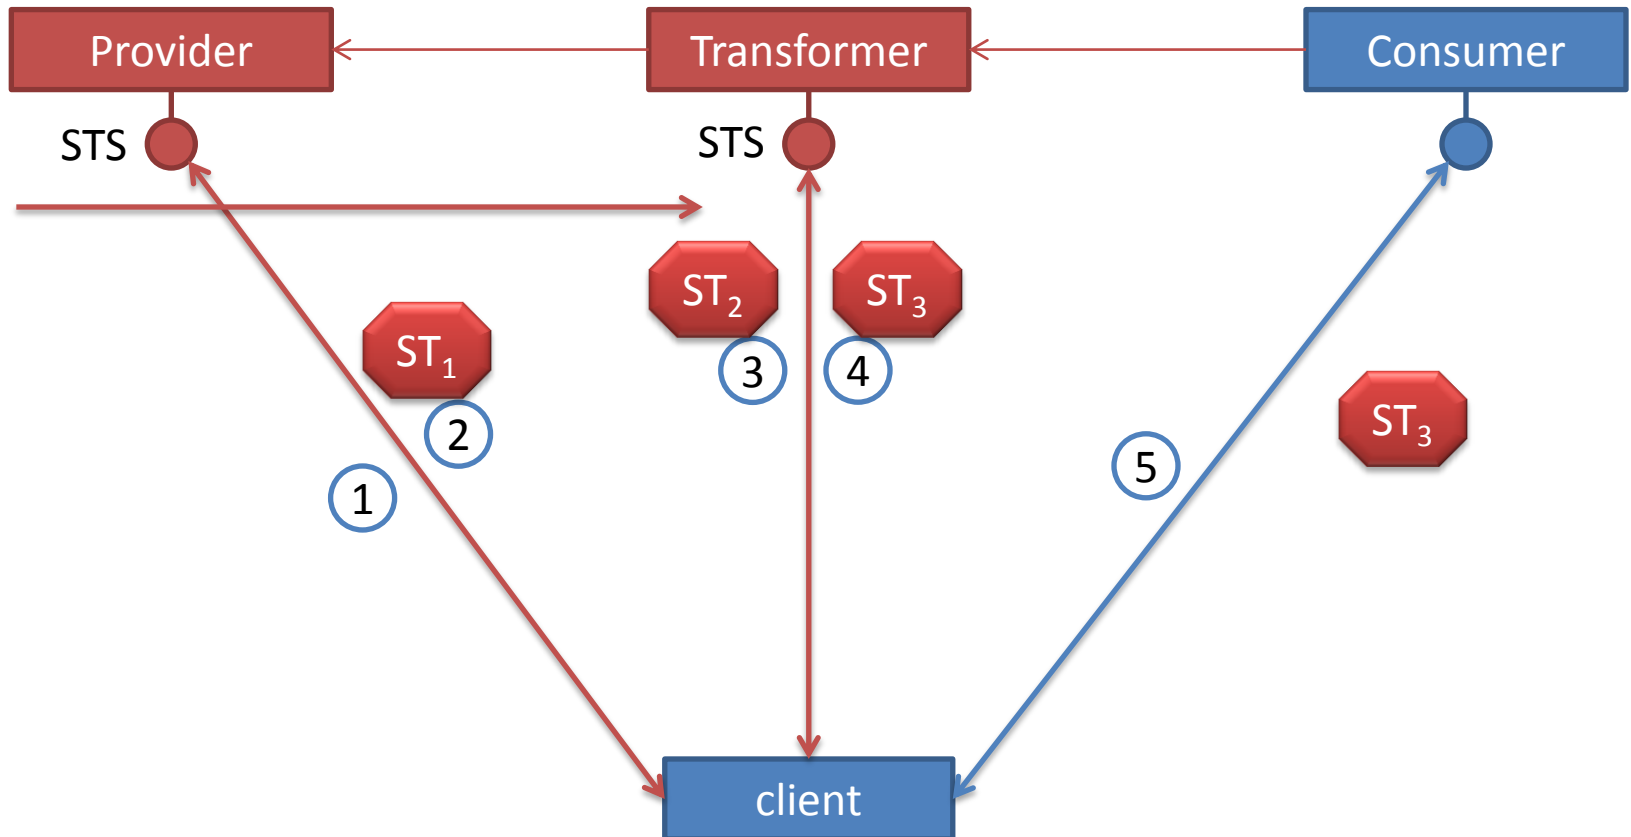 Provider
Transformer
Consumer
STS
STS
ST2
ST3
ST1
3
4
ST3
2
5
1
client